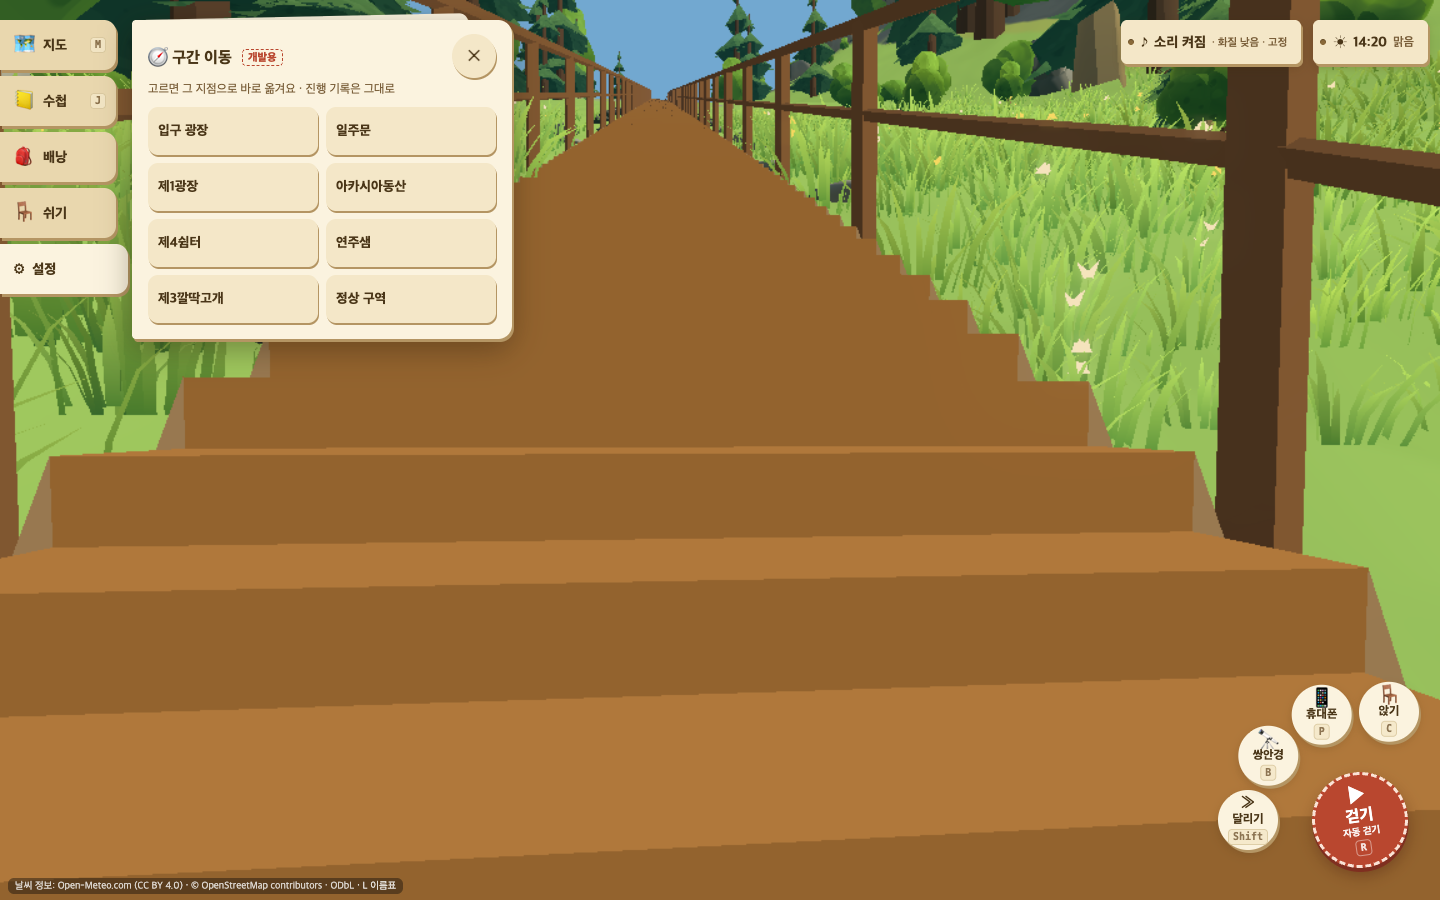 지도 M
수첩 J
배낭
쉬기
⚙ 설정
구간 이동 개발용
×
고르면 그 지점으로 바로 옮겨요 · 진행 기록은 그대로
입구 광장
일주문
제1광장
아카시아동산
제4쉼터
연주샘
제3깔딱고개
정상 구역
♪ 소리 켜짐 · 화질 낮음 · 고정
☀ 14:20 맑음
휴대폰
P
앉기
C
쌍안경
B
달리기
Shift
걷기
자동 걷기
R
날씨 정보: Open-Meteo.com (CC BY 4.0) · © OpenStreetMap contributors · ODbL · L 이름표